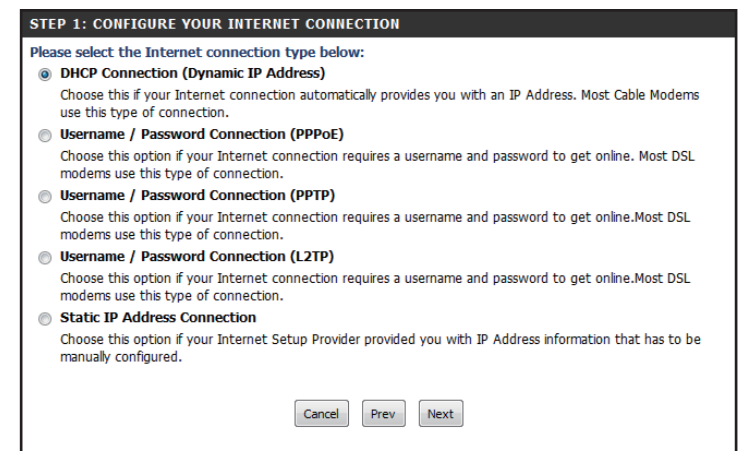 STEP 1: CONFIGURE YOUR INTERNET CONNECTION
Please select the Internet connection type below:
DHCP Connection (Dynamic IP Address)
Choose this if your Internet connection automatically provides you with an IP Address. Most Cable Modems
use this type of connection.
Username / Password Connection (PPPoE)
Choose this option if your Internet connection requires a username and password to get online. Most DSL
modems use this type of connection.
Username / Password Connection (PPTP)
Choose this option if your Internet connection requires a username and password to get online.Most DSL
modems use this type of connection.
Username / Password Connection (L2TP)
Choose this option if your Internet connection requires a username and password to get online.Most DSL
modems use this type of connection.
Static IP Address Connection
Choose this option if your Internet Setup Provider provided you with IP Address information that has to be
manually configured.
Cancel Prev Next